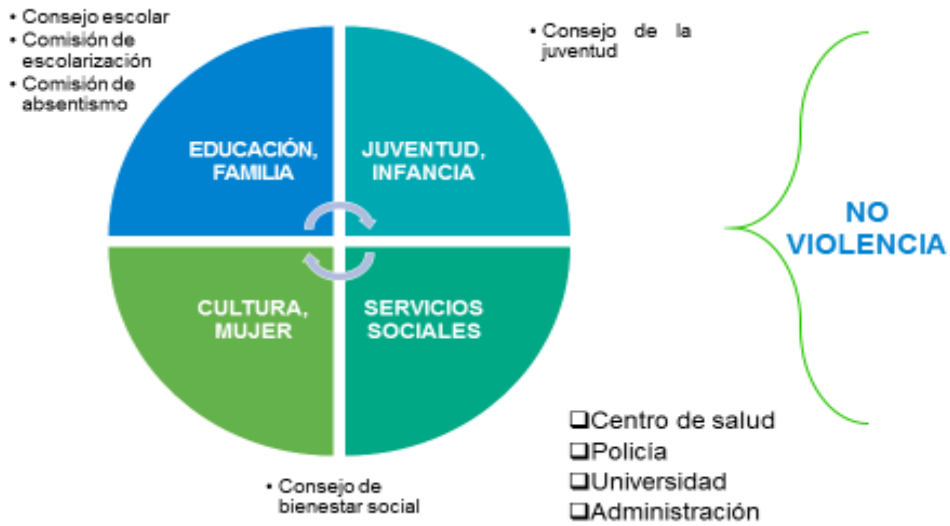 • Consejo escolar
• Comisión de
escolarización
• Comisión de
absentismo
• Consejo de la
juventud
EDUCACIÓN,
FAMILIA
JUVENTUD,
INFANCIA
NO
VIOLENCIA
CULTURA,
MUJER
SERVICIOS
SOCIALES
❑Centro de salud
❑Policía
❑Universidad
❑Administración
• Consejo de
bienestar social